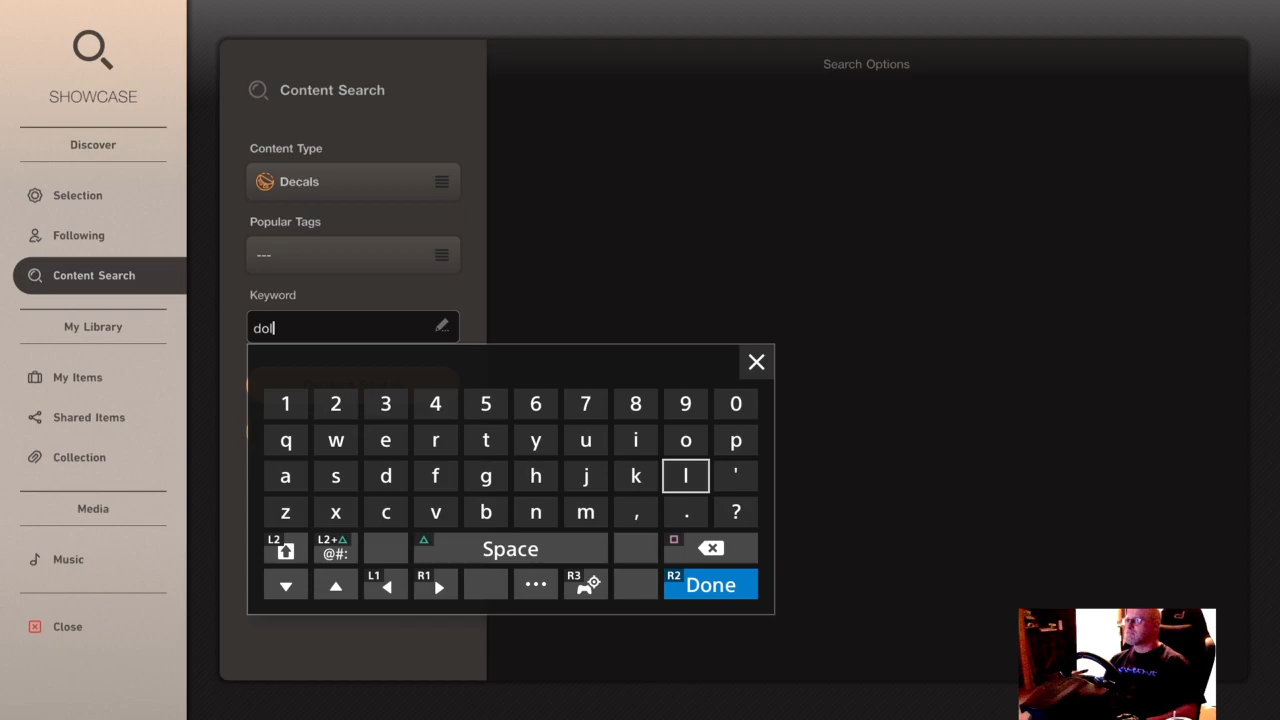 SHOWCASE
Discover
Selection
Following
Content Search
My Library
My Items
Shared Items
Collection
Media
Music
Close
Content Search
Content Type
Decals
Popular Tags
---
Keyword
dol
Search Options
1 2 3 4 5 6 7 8 9 0
q w e r t y u i o p
a s d f g h j k l '
z x c v b n m , . ?
L2 L2+△ @#: △ Space □
▼ ▲ L1 ◀ R1 ▶ ... R3 R2 Done